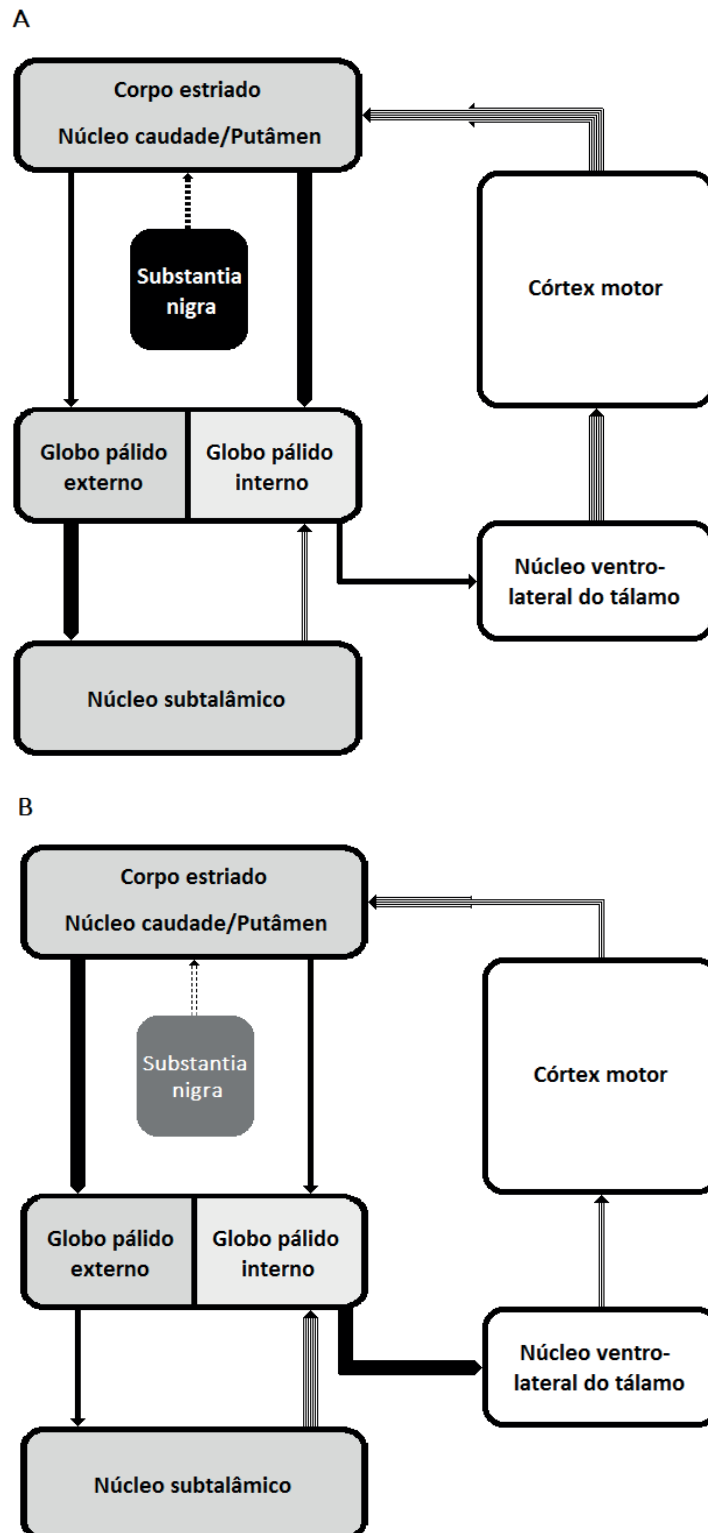 A
Corpo estriado
Núcleo caudade/Putâmen
Substantia
nigra
Córtex motor
Globo pálido
externo
Globo pálido
interno
Núcleo ventro-
lateral do tálamo
Núcleo subtalâmico
B
Corpo estriado
Núcleo caudade/Putâmen
Substantia
nigra
Córtex motor
Globo pálido
externo
Globo pálido
interno
Núcleo ventro-
lateral do tálamo
Núcleo subtalâmico